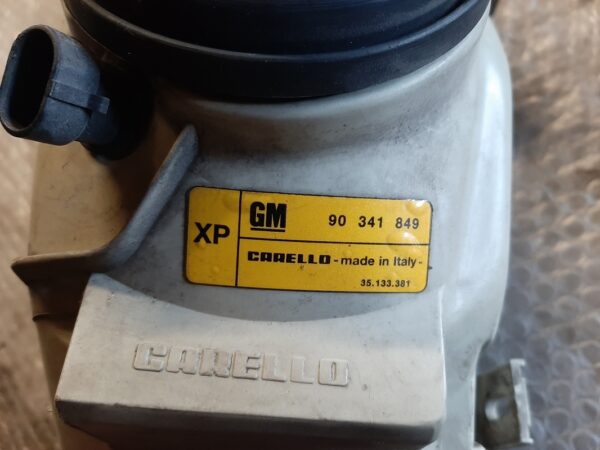 XP
GM 90 341 849
CARELLO - made in Italy -
35.133.381
CARELLO